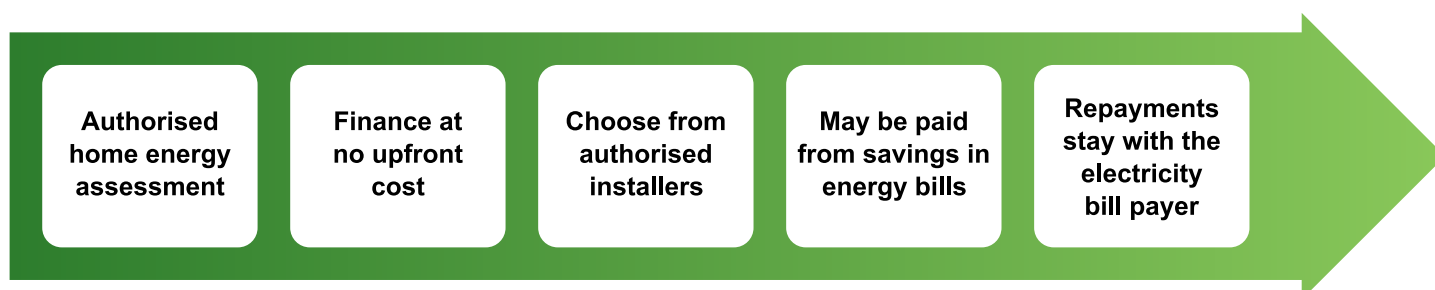 Authorised
home energy
assessment
Finance at
no upfront
cost
Choose from
authorised
installers
May be paid
from savings in
energy bills
Repayments
stay with the
electricity
bill payer